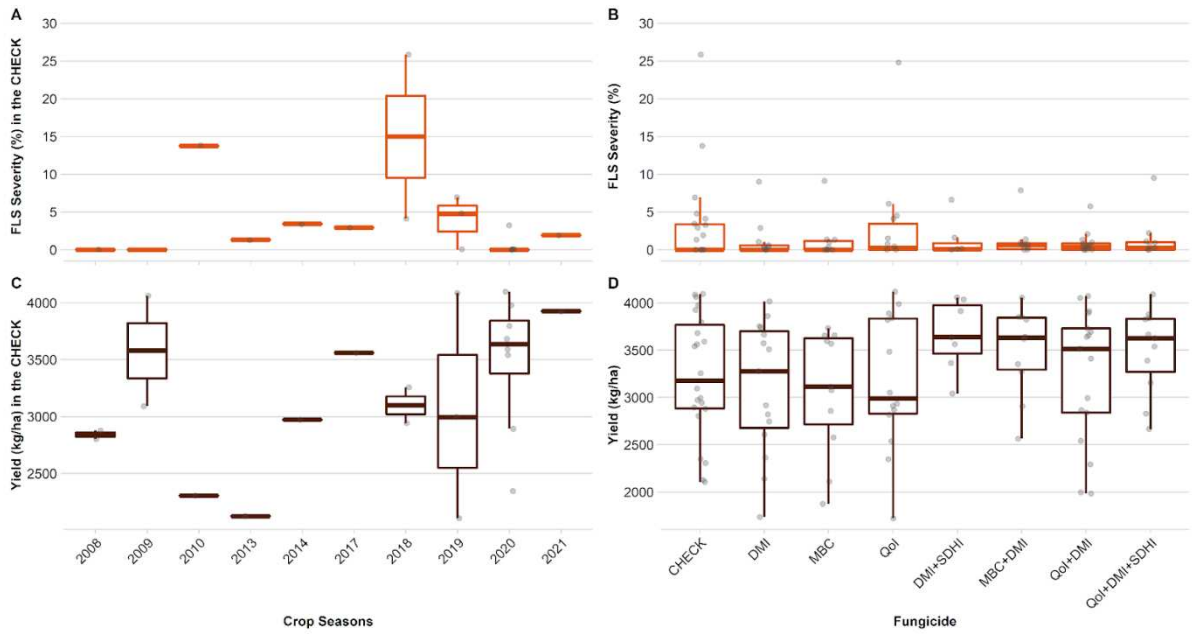 A
FLS Severity (%) in the CHECK
30
25
20
15
10
5
0
B
FLS Severity (%)
30
25
20
15
10
5
0
C
Yield (kg/ha) in the CHECK
4000
3500
3000
2500
2008
2009
2010
2013
2014
2017
2018
2019
2020
2021
Crop Seasons
D
Yield (kg/ha)
4000
3500
3000
2500
2000
CHECK
DMI
MBC
QoI
DMI+SDHI
MBC+DMI
QoI+DMI
QoI+DMI+SDHI
Fungicide